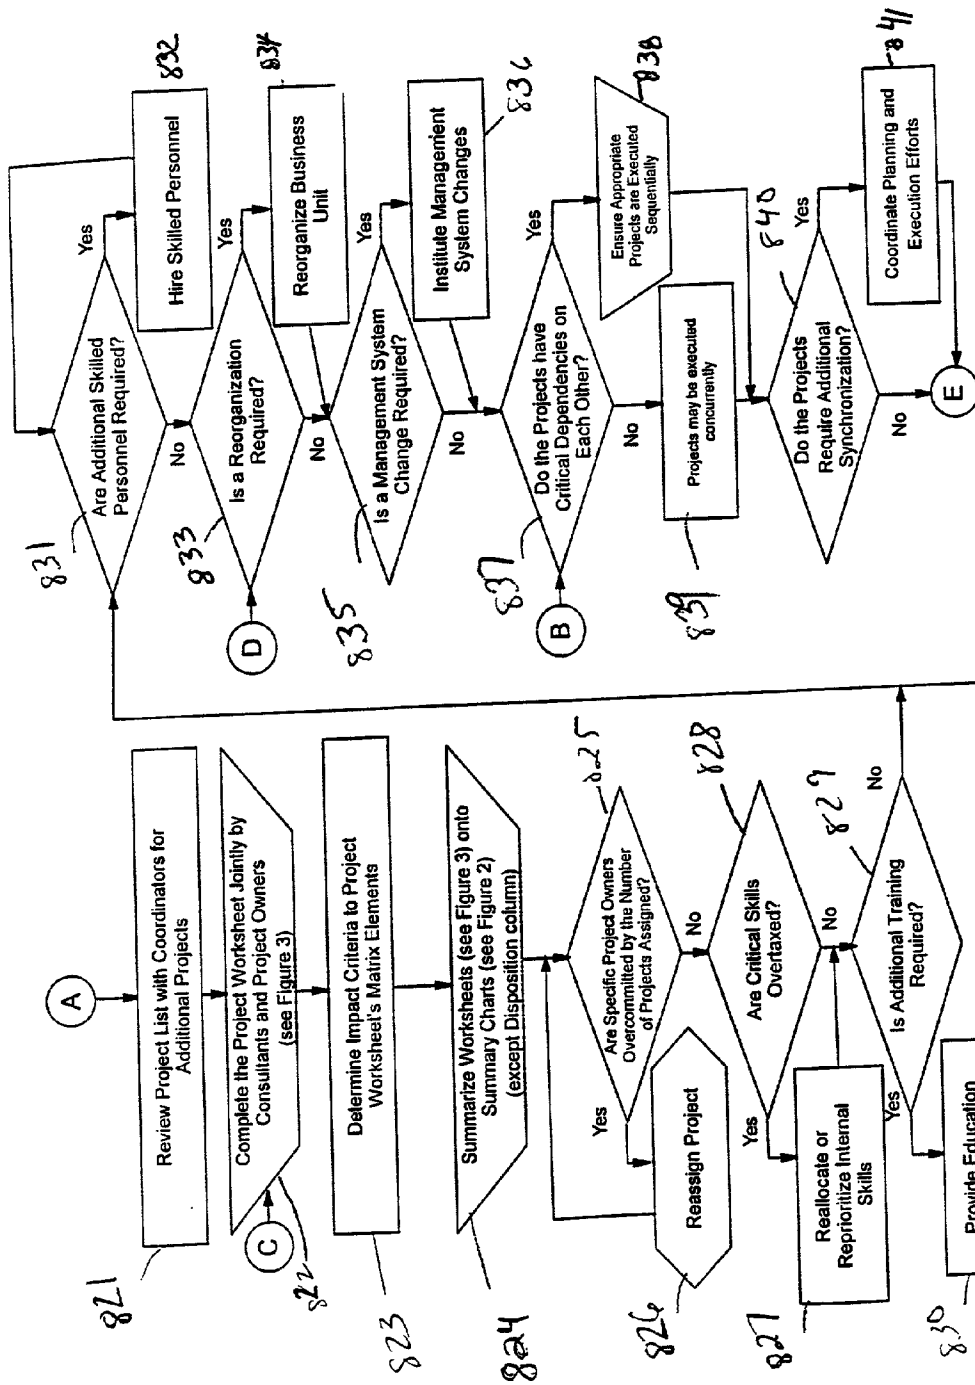 A
Review Project List with Coordinators for
Additional Projects
821
Complete the Project Worksheet Jointly by
Consultants and Project Owners
(see Figure 3)
C
822
Determine Impact Criteria to Project
Worksheet's Matrix Elements
823
Summarize Worksheets (see Figure 3) onto
Summary Charts (see Figure 2)
(except Disposition column)
824
Are Specific Project Owners
Overcommitted by the Number
of Projects Assigned?
825
Yes
No
Reassign Project
826
Are Critical Skills
Overtaxed?
828
Yes
No
Reallocate or
Reprioritize Internal
Skills
827
Is Additional Training
Required?
829
Yes
No
Provide Education
830
Are Additional Skilled
Personnel Required?
831
Yes
No
Hire Skilled Personnel
832
D
Is a Reorganization
Required?
833
Yes
No
Reorganize Business
Unit
834
Is a Management System
Change Required?
835
Yes
No
Institute Management
System Changes
836
B
Do the Projects have
Critical Dependencies on
Each Other?
837
Yes
No
Ensure Appropriate
Projects are Executed
Sequentially
838
Projects may be executed
concurrently
839
Do the Projects
Require Additional
Synchronization?
840
Yes
No
Coordinate Planning and
Execution Efforts
841
E